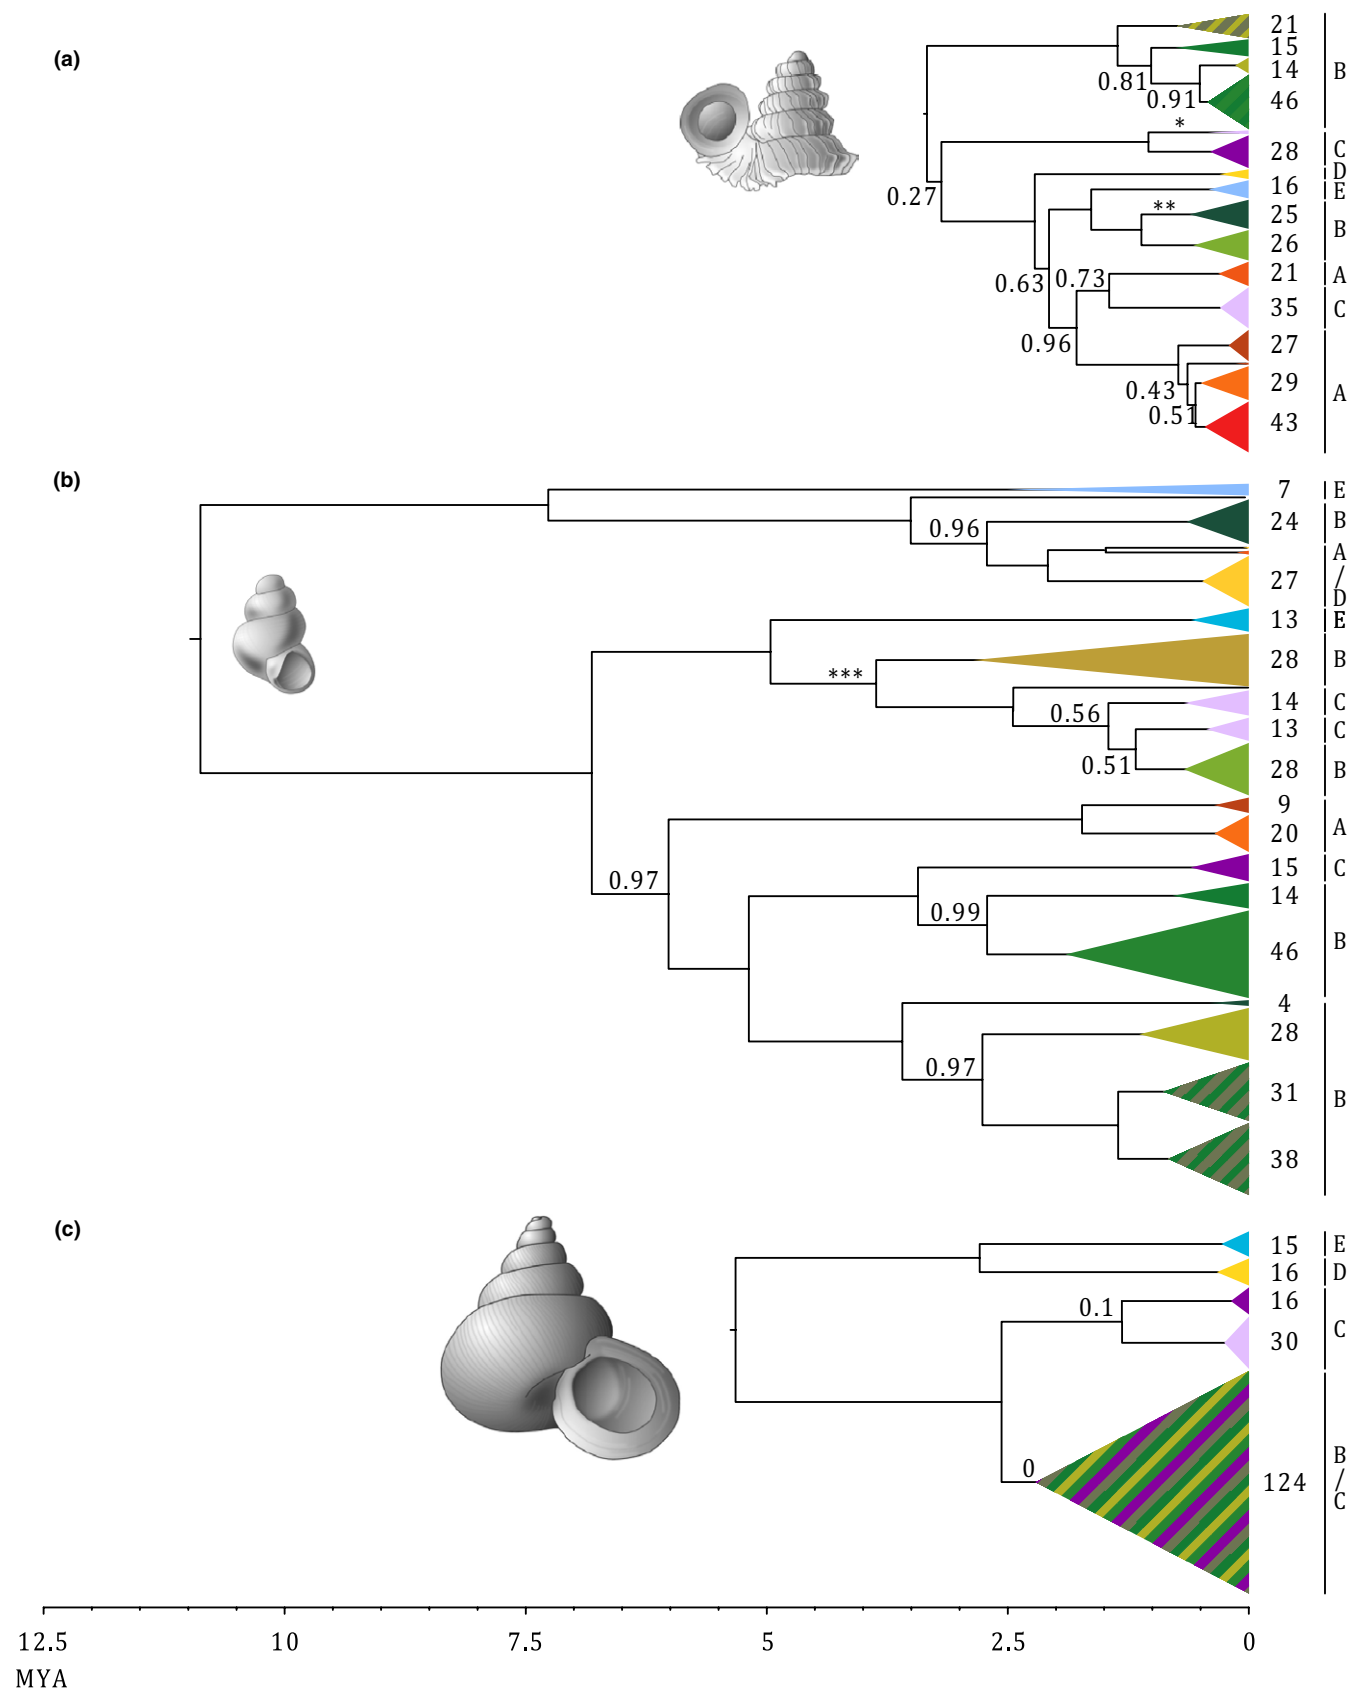 (a)
21
15
14
0.81
0.91
46
B
*
28
C
D
0.27
16
E
**
25
26
B
0.63
0.73
21
A
35
C
0.96
27
0.43
29
A
0.51
43
(b)
7
E
0.96
24
B
A
/
D
27
13
E
***
28
B
0.56
14
C
13
C
0.51
28
B
9
20
A
0.97
15
C
14
0.99
46
B
4
28
0.97
31
B
38
(c)
15
E
16
D
0.1
16
30
C
0
124
B
/
C
12.5 10 7.5 5 2.5 0
MYA